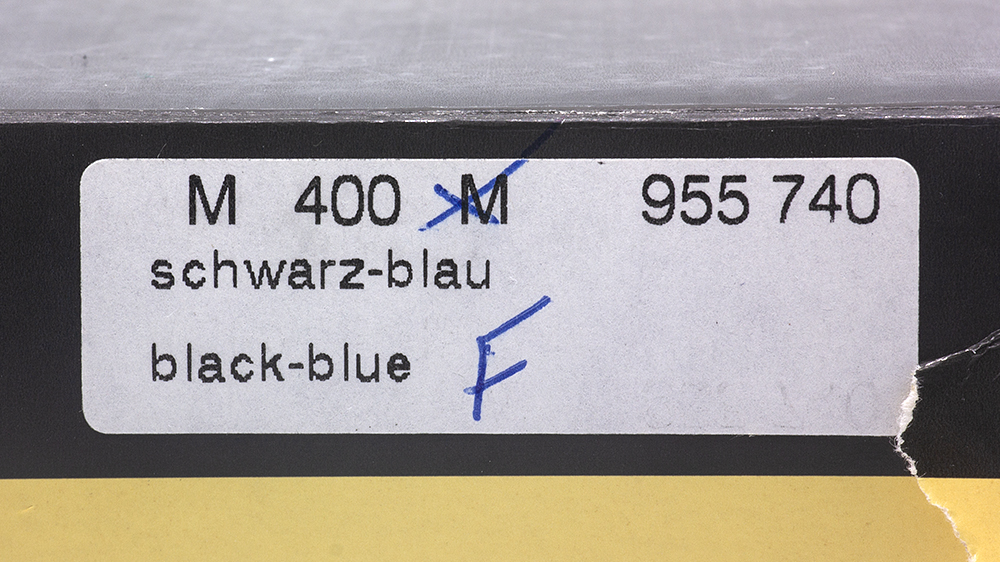 M 400 M 955 740
schwarz-blau
black-blue F